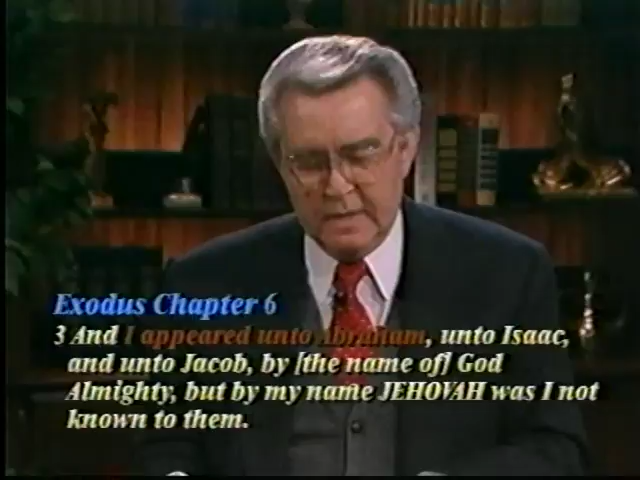 Exodus Chapter 6
3 And I appeared unto Abraham, unto Isaac,
and unto Jacob, by [the name of] God
Almighty, but by my name JEHOVAH was I not
known to them.